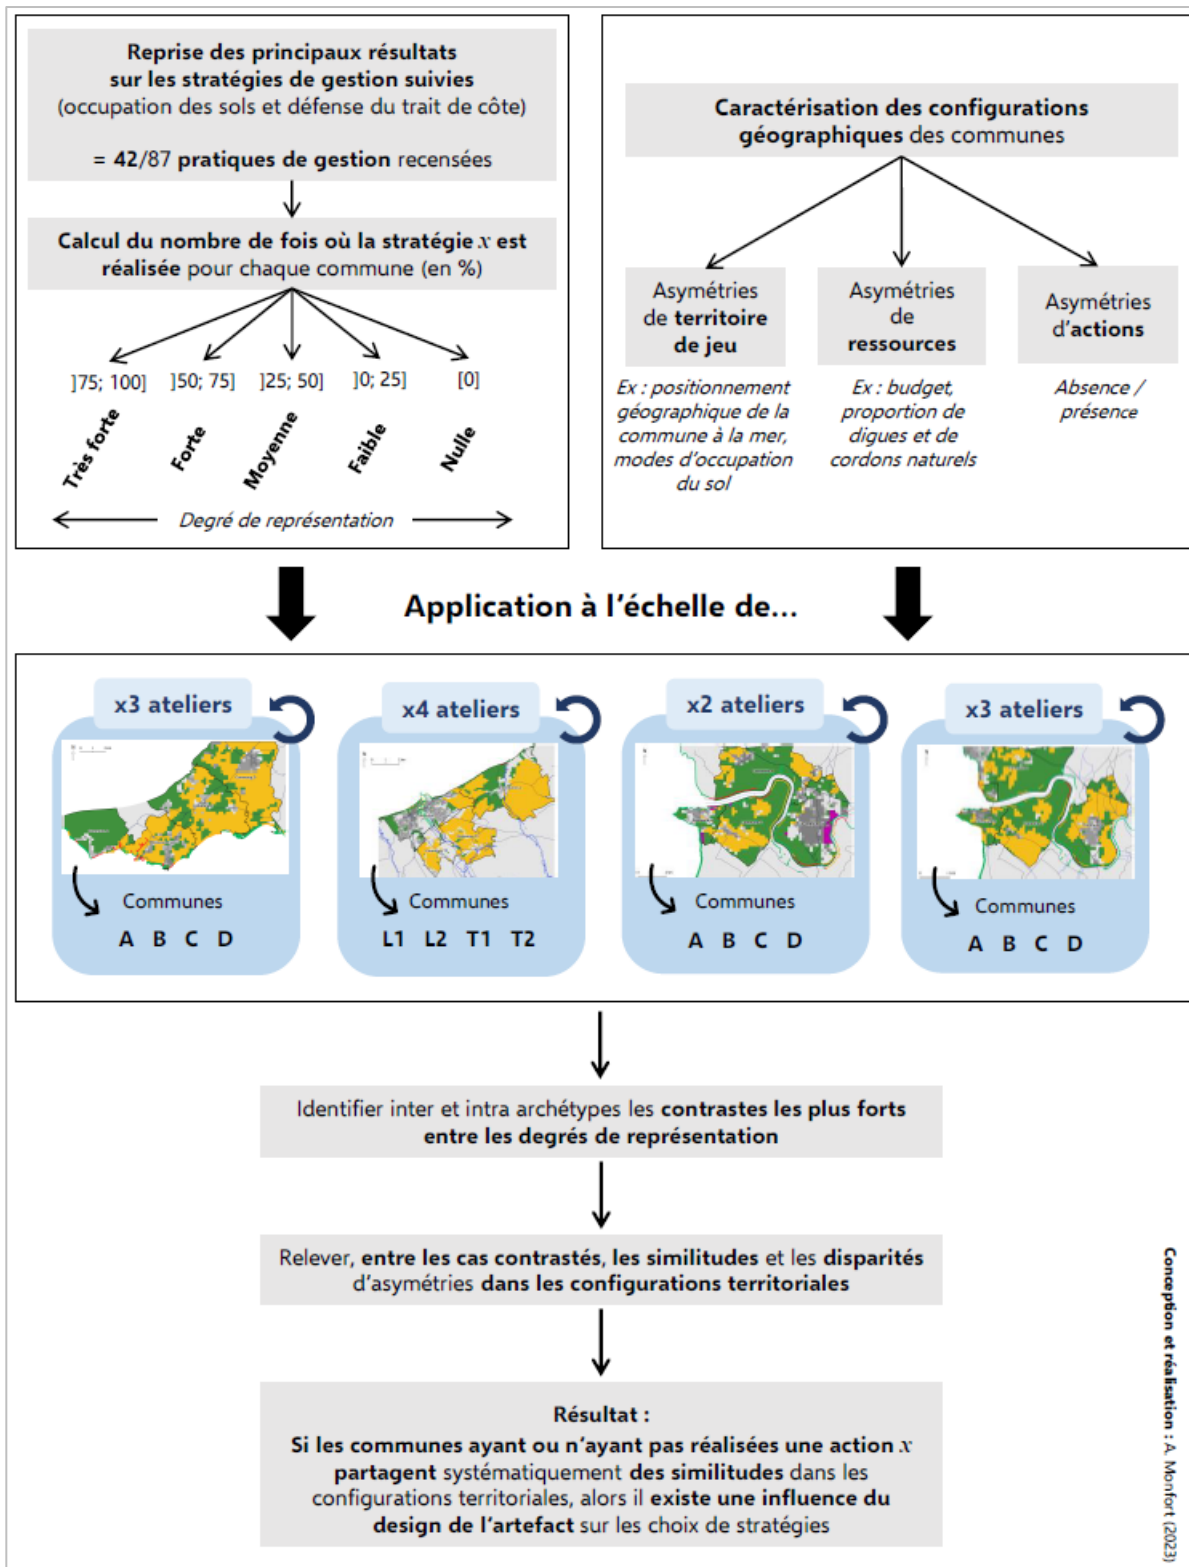 Reprise des principaux résultats
sur les stratégies de gestion suivies
(occupation des sols et défense du trait de côte)
= 42/87 pratiques de gestion recensées
Calcul du nombre de fois où la stratégie x est
réalisée pour chaque commune (en %)
]75; 100] ]50; 75] ]25; 50] ]0; 25] [0]
Très forte
Forte
Moyenne
Faible
Nulle
Degré de représentation
Caractérisation des configurations
géographiques des communes
Asymétries
de territoire
de jeu
Ex : positionnement
géographique de la
commune à la mer,
modes d'occupation
du sol
Asymétries
de
ressources
Ex : budget,
proportion de
digues et de
cordons naturels
Asymétries
d'actions
Absence /
présence
Application à l'échelle de...
x3 ateliers
Communes
A B C D
x4 ateliers
Communes
L1 L2 T1 T2
x2 ateliers
Communes
A B C D
x3 ateliers
Communes
A B C D
Identifier inter et intra archétypes les contrastes les plus forts
entre les degrés de représentation
Relever, entre les cas contrastés, les similitudes et les disparités
d'asymétries dans les configurations territoriales
Résultat :
Si les communes ayant ou n'ayant pas réalisées une action x
partagent systématiquement des similitudes dans les
configurations territoriales, alors il existe une influence du
design de l'artefact sur les choix de stratégies
Conception et réalisation : A. Monfort (2023)